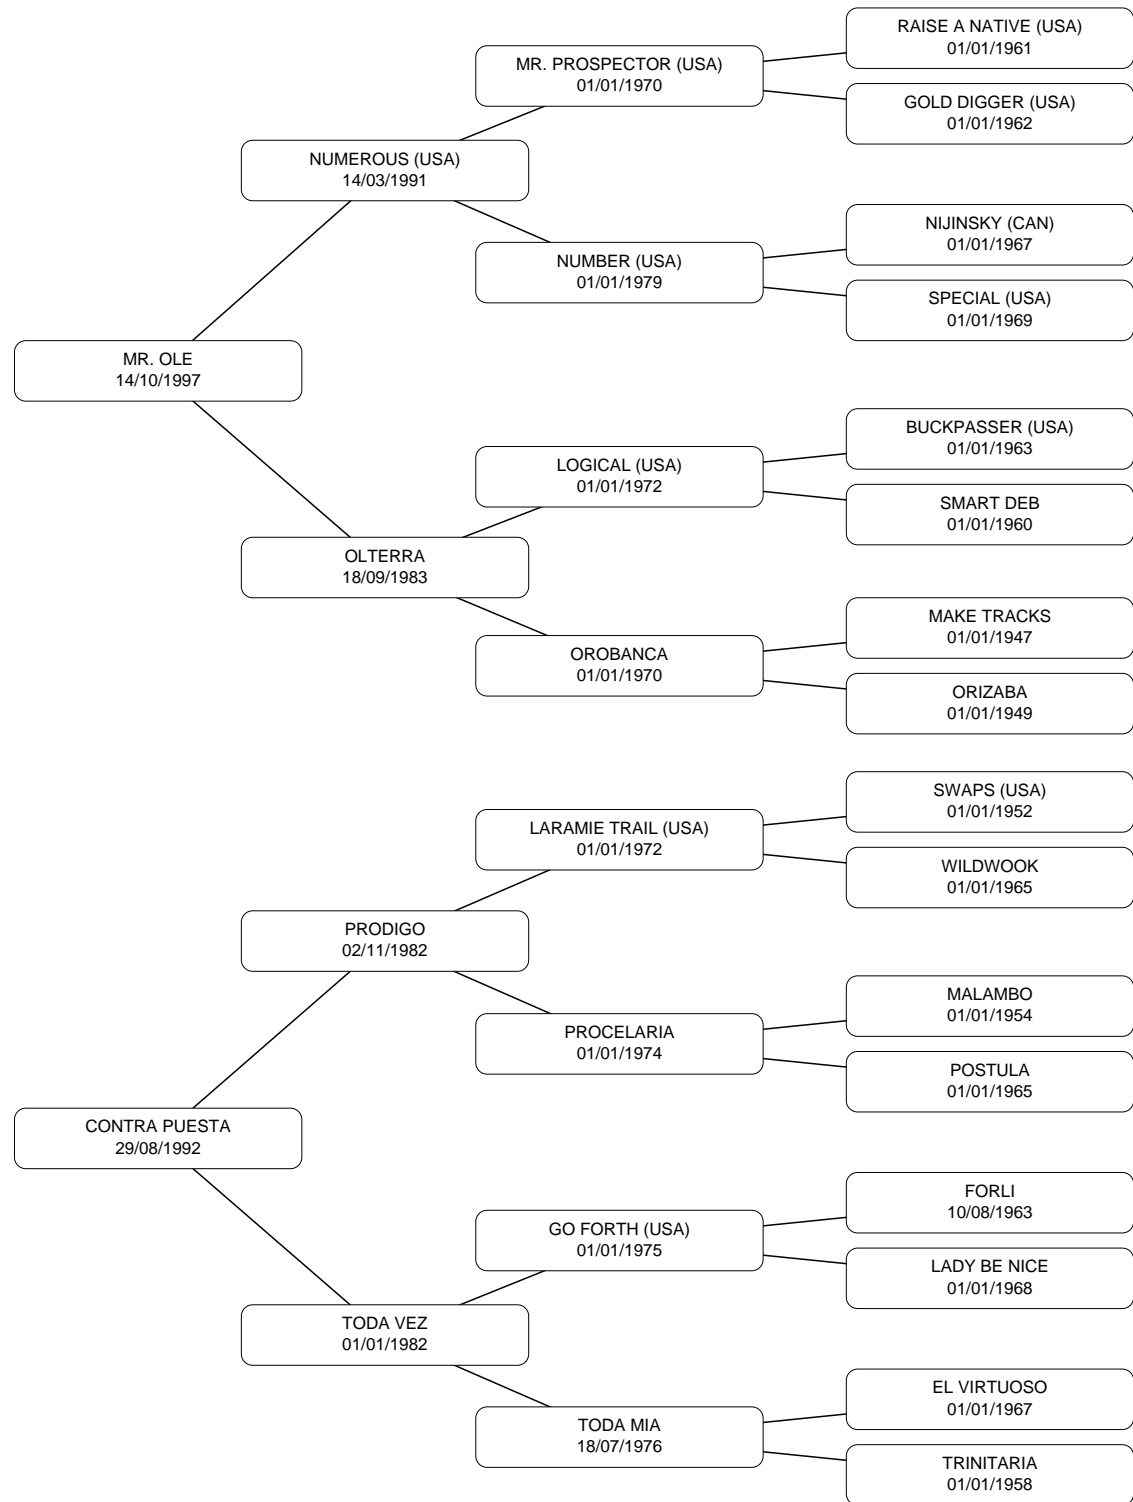 RAISE A NATIVE (USA)
01/01/1961
MR. PROSPECTOR (USA)
01/01/1970
GOLD DIGGER (USA)
01/01/1962
NUMEROUS (USA)
14/03/1991
NIJINSKY (CAN)
01/01/1967
NUMBER (USA)
01/01/1979
SPECIAL (USA)
01/01/1969
MR. OLE
14/10/1997
BUCKPASSER (USA)
01/01/1963
LOGICAL (USA)
01/01/1972
SMART DEB
01/01/1960
OLTERRA
18/09/1983
MAKE TRACKS
01/01/1947
OROBANCA
01/01/1970
ORIZABA
01/01/1949
SWAPS (USA)
01/01/1952
LARAMIE TRAIL (USA)
01/01/1972
WILDWOOK
01/01/1965
PRODIGO
02/11/1982
MALAMBO
01/01/1954
PROCELARIA
01/01/1974
POSTULA
01/01/1965
CONTRA PUESTA
29/08/1992
FORLI
10/08/1963
GO FORTH (USA)
01/01/1975
LADY BE NICE
01/01/1968
TODA VEZ
01/01/1982
EL VIRTUOSO
01/01/1967
TODA MIA
18/07/1976
TRINITARIA
01/01/1958